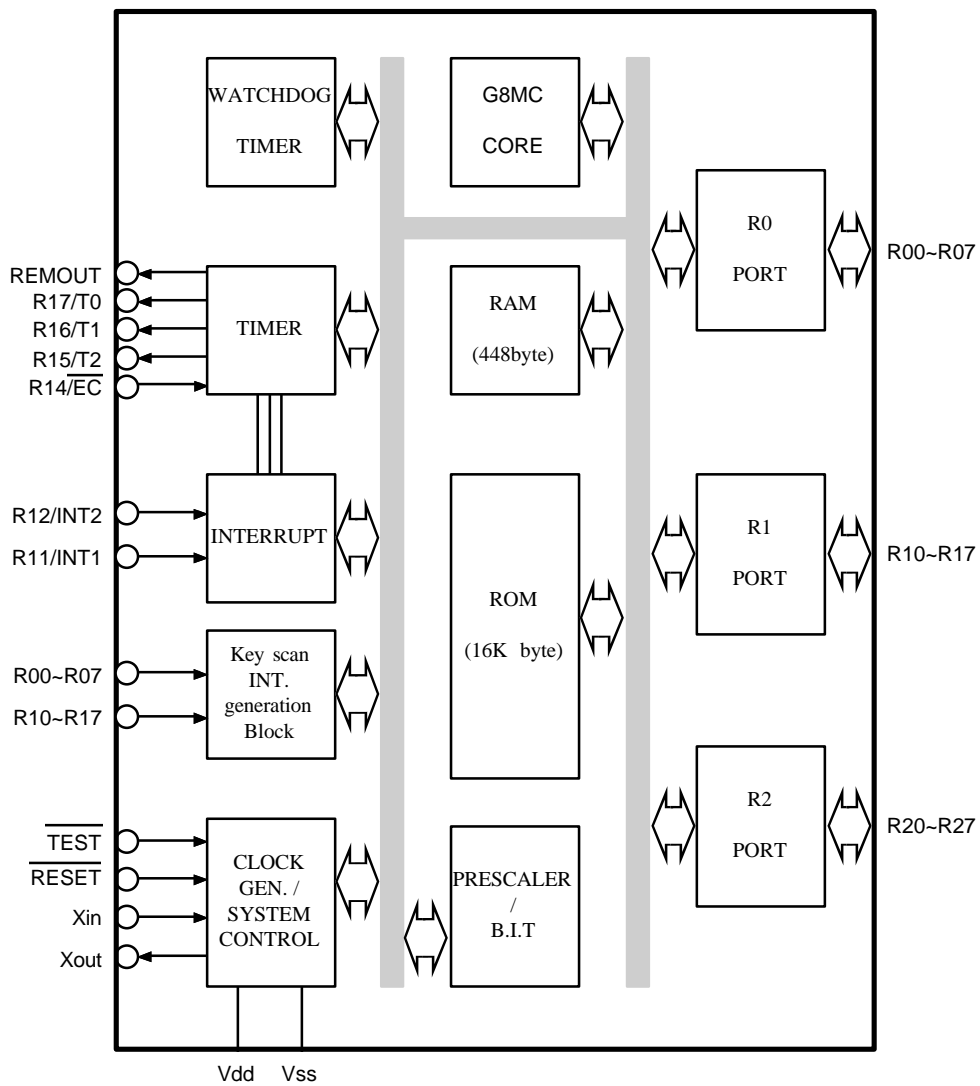 WATCHDOG
TIMER
G8MC
CORE
R0
PORT
R00~R07
REMOUT
R17/T0
R16/T1
R15/T2
R14/EC
TIMER
RAM
(448byte)
R12/INT2
R11/INT1
INTERRUPT
ROM
(16K byte)
R1
PORT
R10~R17
R00~R07
R10~R17
Key scan
INT.
generation
Block
R2
PORT
R20~R27
TEST
RESET
Xin
Xout
CLOCK
GEN. /
SYSTEM
CONTROL
PRESCALER
/
B.I.T
Vdd Vss